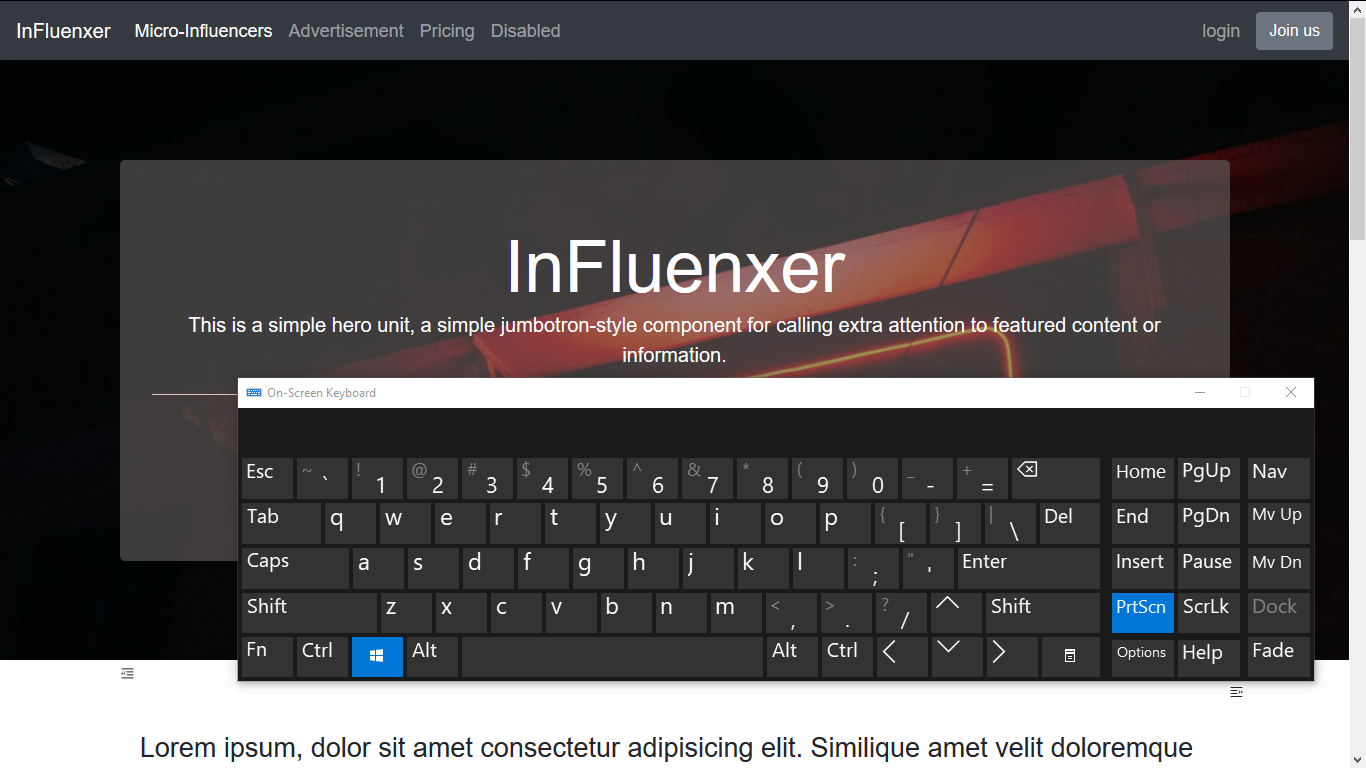 InFluenxer Micro-Influencers Advertisement Pricing Disabled login Join us
InFluenxer
This is a simple hero unit, a simple jumbotron-style component for calling extra attention to featured content or
information.
On-Screen Keyboard
Esc ~ ` ! 1 @ 2 # 3 $ 4 % 5 ^ 6 & 7 * 8 ( 9 ) 0 _ - + = Home PgUp Nav
Tab q w e r t y u i o p { [ } ] | \ Del End PgDn Mv Up
Caps a s d f g h j k l : ; " ' Enter Insert Pause Mv Dn
Shift z x c v b n m < , > . ? / Shift PrtScn ScrLk Dock
Fn Ctrl Alt Alt Ctrl Options Help Fade
Lorem ipsum, dolor sit amet consectetur adipisicing elit. Similique amet velit doloremque